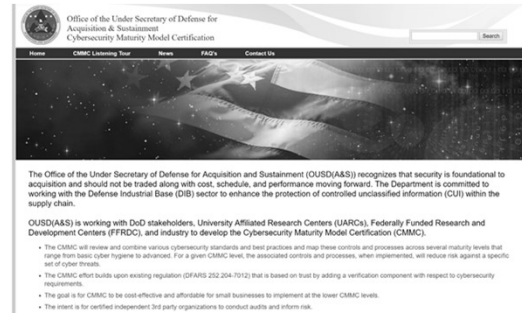 Office of the Under Secretary of Defense for
Acquisition & Sustainment
Cybersecurity Maturity Model Certification
Search
Home CMMC Listening Tour News FAQ's Contact Us
The Office of the Under Secretary of Defense for Acquisition and Sustainment (OUSD(A&S)) recognizes that security is foundational to
acquisition and should not be traded along with cost, schedule, and performance moving forward. The Department is committed to
working with the Defense Industrial Base (DIB) sector to enhance the protection of controlled unclassified information (CUI) within the
supply chain.
OUSD(A&S) is working with DoD stakeholders, University Affiliated Research Centers (UARCs), Federally Funded Research and
Development Centers (FFRDC), and industry to develop the Cybersecurity Maturity Model Certification (CMMC).
• The CMMC will review and combine various cybersecurity standards and best practices and map these controls and processes across several maturity levels that
range from basic cyber hygiene to advanced. For a given CMMC level, the associated controls and processes, when implemented, will reduce risk against a specific
set of cyber threats.
• The CMMC effort builds upon existing regulation (DFARS 252.204-7012) that is based on trust by adding a verification component with respect to cybersecurity
requirements.
• The goal is for CMMC to be cost-effective and affordable for small businesses to implement at the lower CMMC levels.
• The intent is for certified independent 3rd party organizations to conduct audits and inform risk.